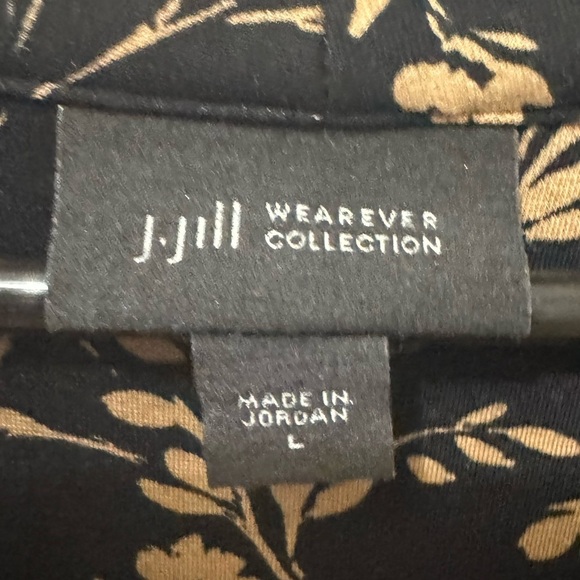 J.Jill WEAREVER
COLLECTION
MADE IN
JORDAN
L